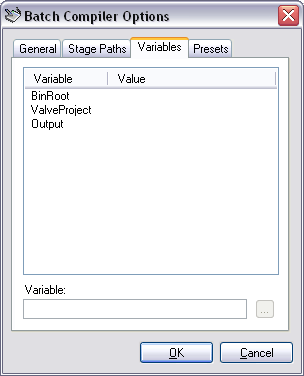 Batch Compiler Options
General Stage Paths Variables Presets
Variable Value
BinRoot
ValveProject
Output
Variable:
...
OK Cancel